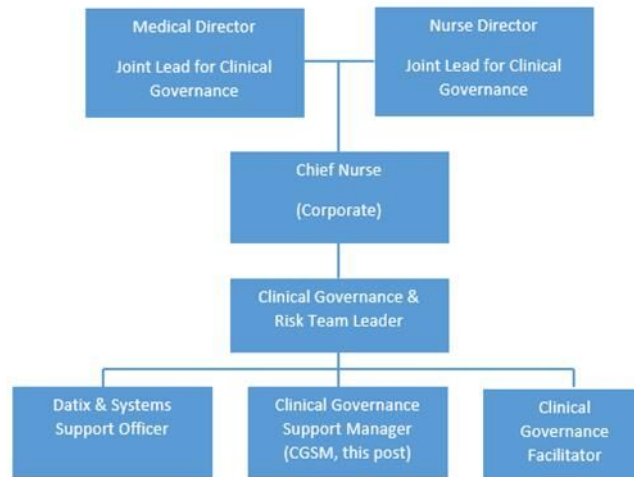 Medical Director
Joint Lead for Clinical
Governance
Nurse Director
Joint Lead for Clinical
Governance
Chief Nurse
(Corporate)
Clinical Governance &
Risk Team Leader
Datix & Systems
Support Officer
Clinical Governance
Support Manager
(CGSM, this post)
Clinical
Governance
Facilitator